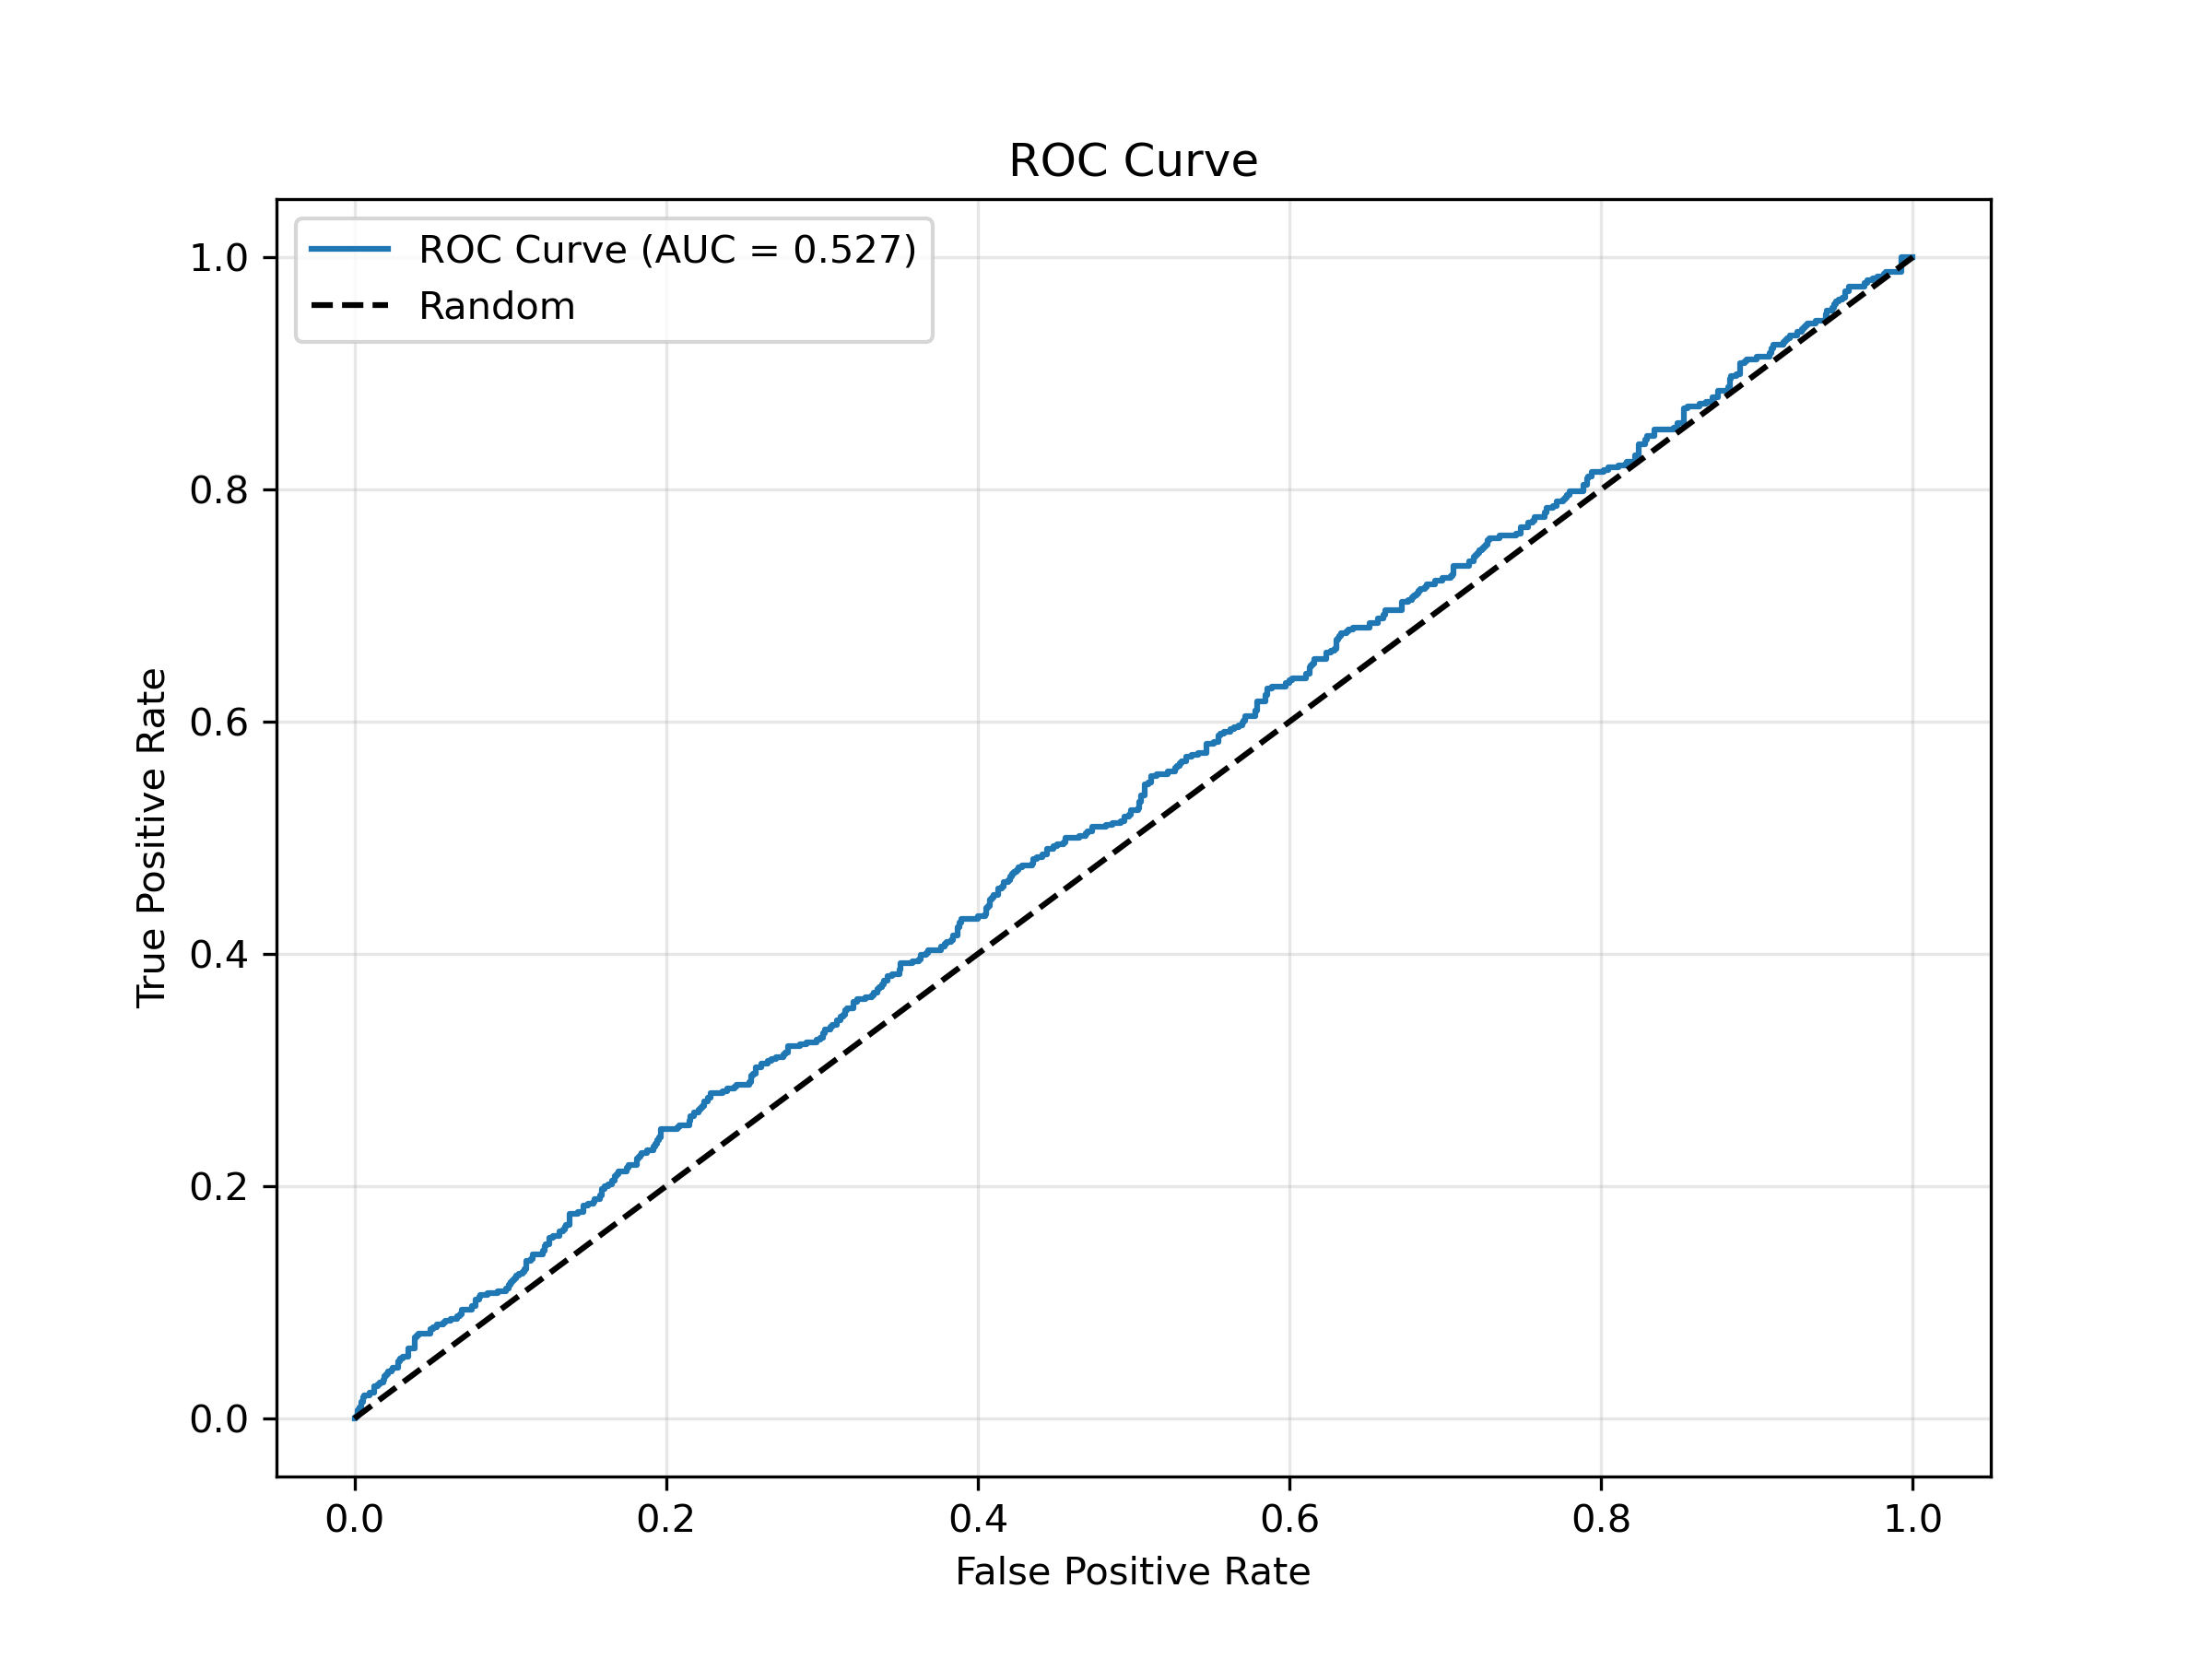 ROC Curve
ROC Curve (AUC = 0.527)
Random
True Positive Rate
1.0
0.8
0.6
0.4
0.2
0.0
0.0 0.2 0.4 0.6 0.8 1.0
False Positive Rate